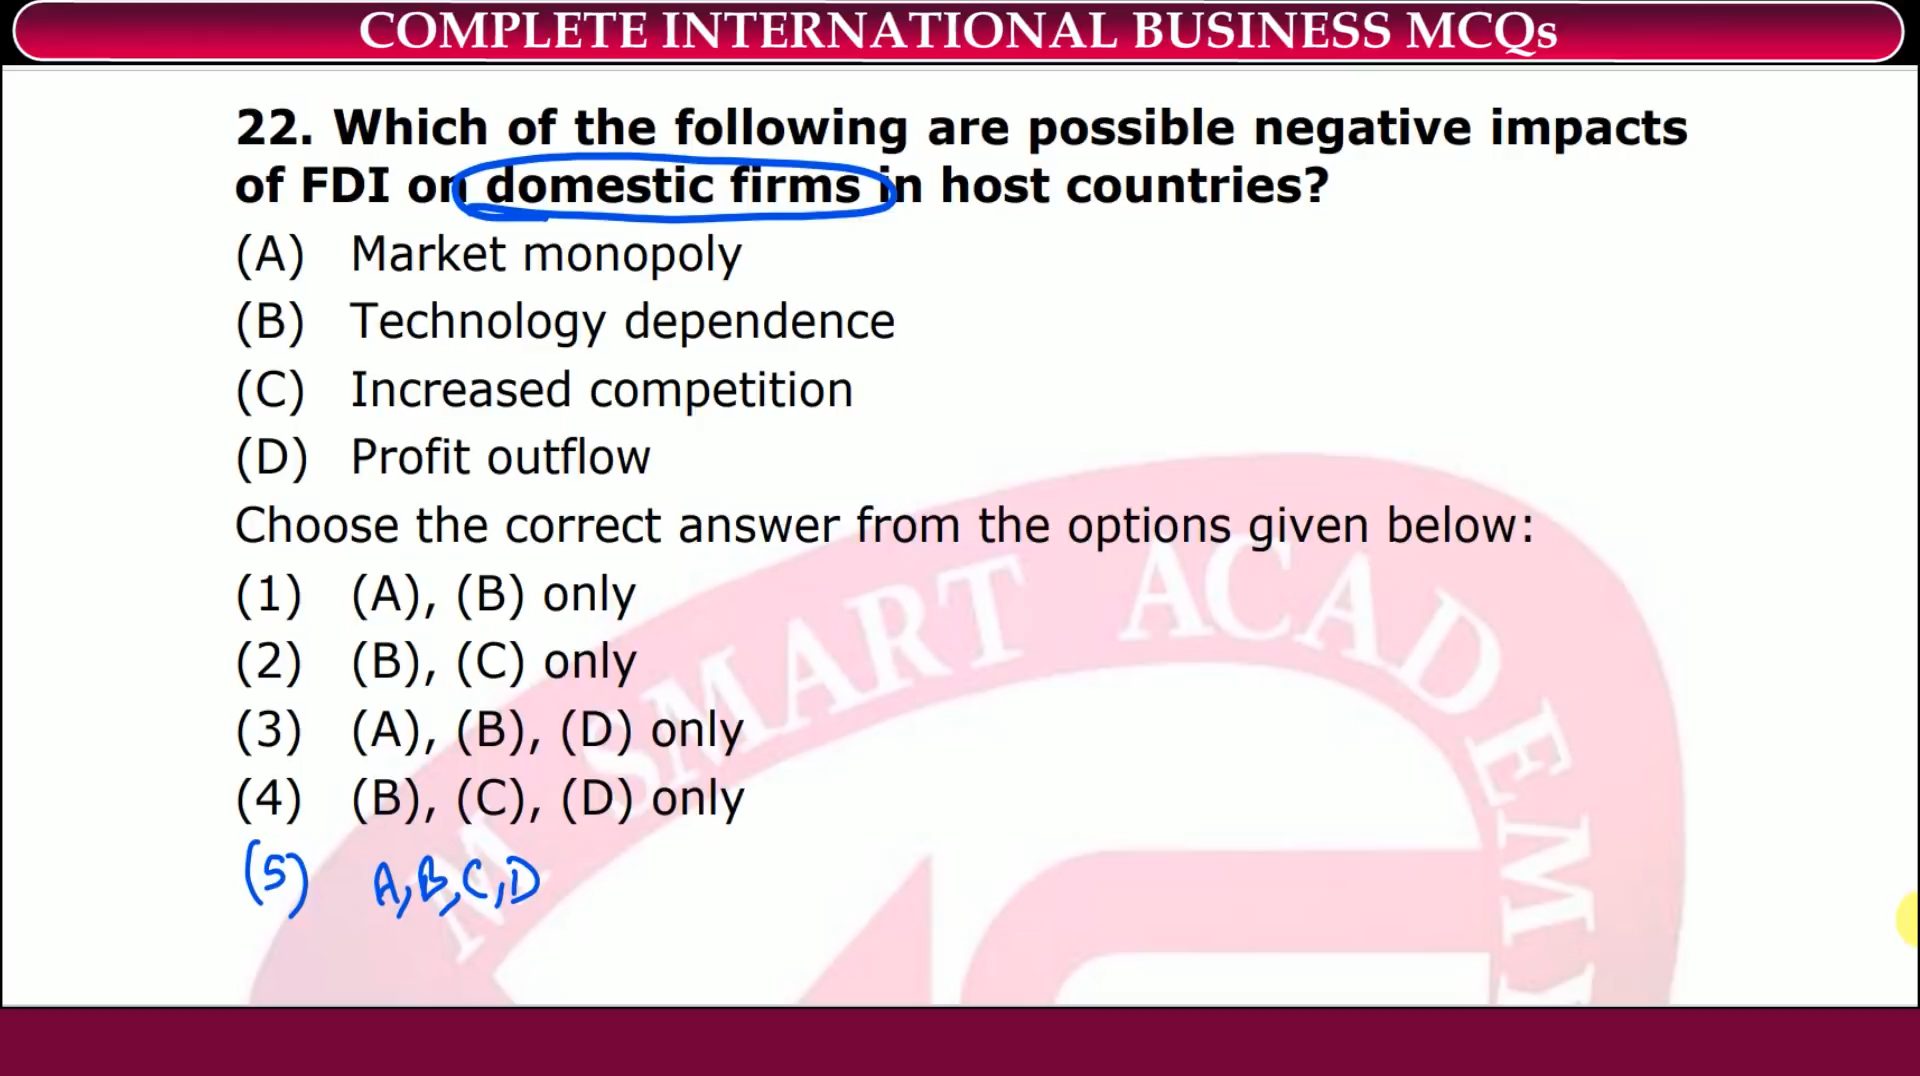 COMPLETE INTERNATIONAL BUSINESS MCQs
22. Which of the following are possible negative impacts
of FDI on domestic firms in host countries?
(A) Market monopoly
(B) Technology dependence
(C) Increased competition
(D) Profit outflow
Choose the correct answer from the options given below:
(1) (A), (B) only
(2) (B), (C) only
(3) (A), (B), (D) only
(4) (B), (C), (D) only
(5) A,B,C,D
M SMART ACADEMI